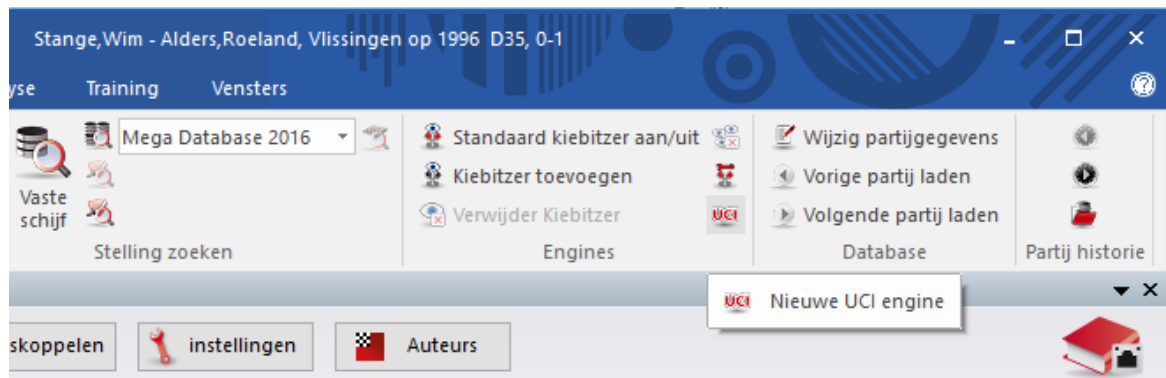 Stange,Wim - Alders,Roeland, Vlissingen op 1996 D35, 0-1
yse Training Vensters
Mega Database 2016
Vaste
schijf
Stelling zoeken
Standaard kiebitzer aan/uit
Kiebitzer toevoegen
Verwijder Kiebitzer
UCI
Engines
Wijzig partijgegevens
Vorige partij laden
Volgende partij laden
Database
Partij historie
UCI Nieuwe UCI engine
skoppelen instellingen Auteurs